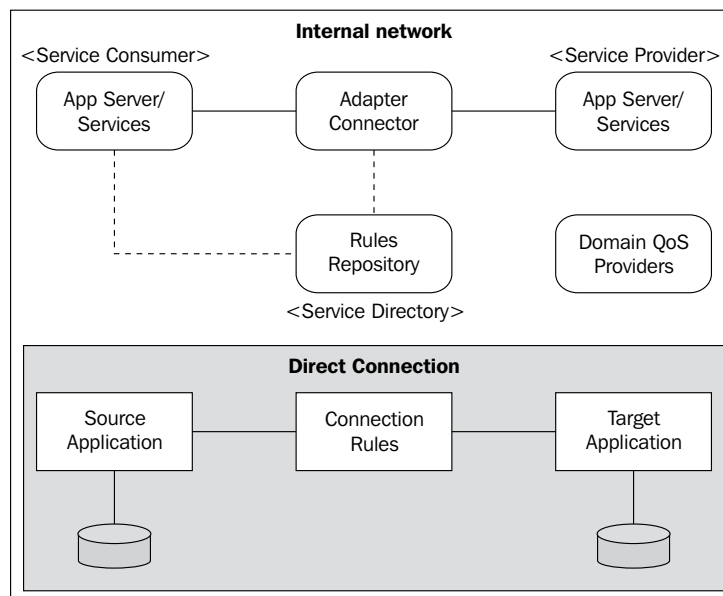 Internal network
<Service Consumer>
<Service Provider>
App Server/
Services
Adapter
Connector
App Server/
Services
Rules
Repository
Domain QoS
Providers
<Service Directory>
Direct Connection
Source
Application
Connection
Rules
Target
Application